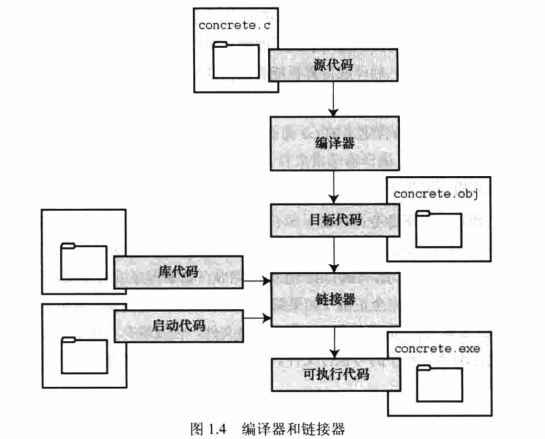 concrete.c
源代码
编译器
concrete.obj
目标代码
库代码
链接器
启动代码
concrete.exe
可执行代码
图 1.4 编译器和链接器